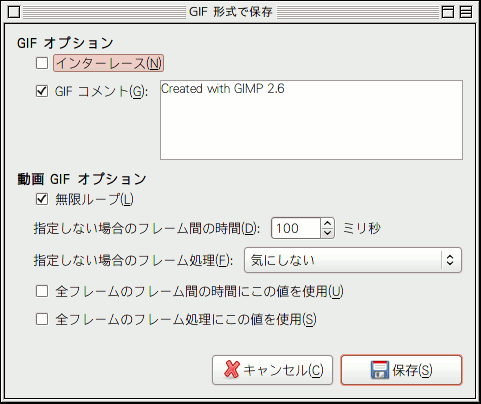 GIF 形式で保存
GIF オプション
インターレース(N)
GIF コメント(G):
Created with GIMP 2.6
動画 GIF オプション
無限ループ(L)
指定しない場合のフレーム間の時間(D): 100 ミリ秒
指定しない場合のフレーム処理(F): 気にしない
全フレームのフレーム間の時間にこの値を使用(U)
全フレームのフレーム処理にこの値を使用(S)
キャンセル(C) 保存(S)